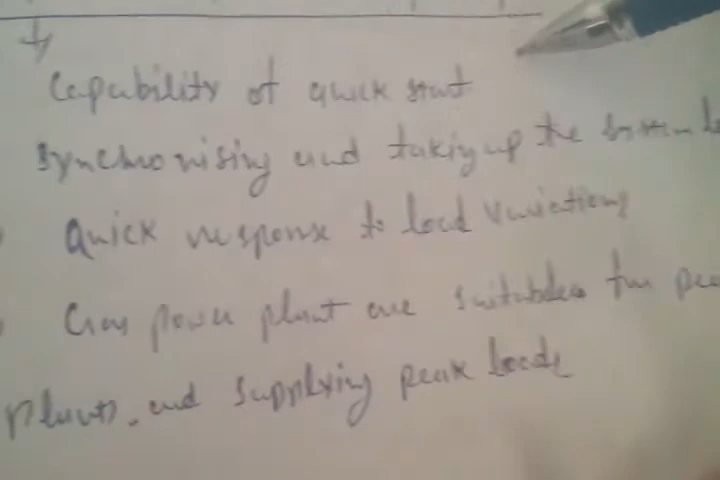 Capability of quick start
synchronising and taking up the
Quick response to load variations
Gas power plant are suitable for
plants. and supplying peak loads